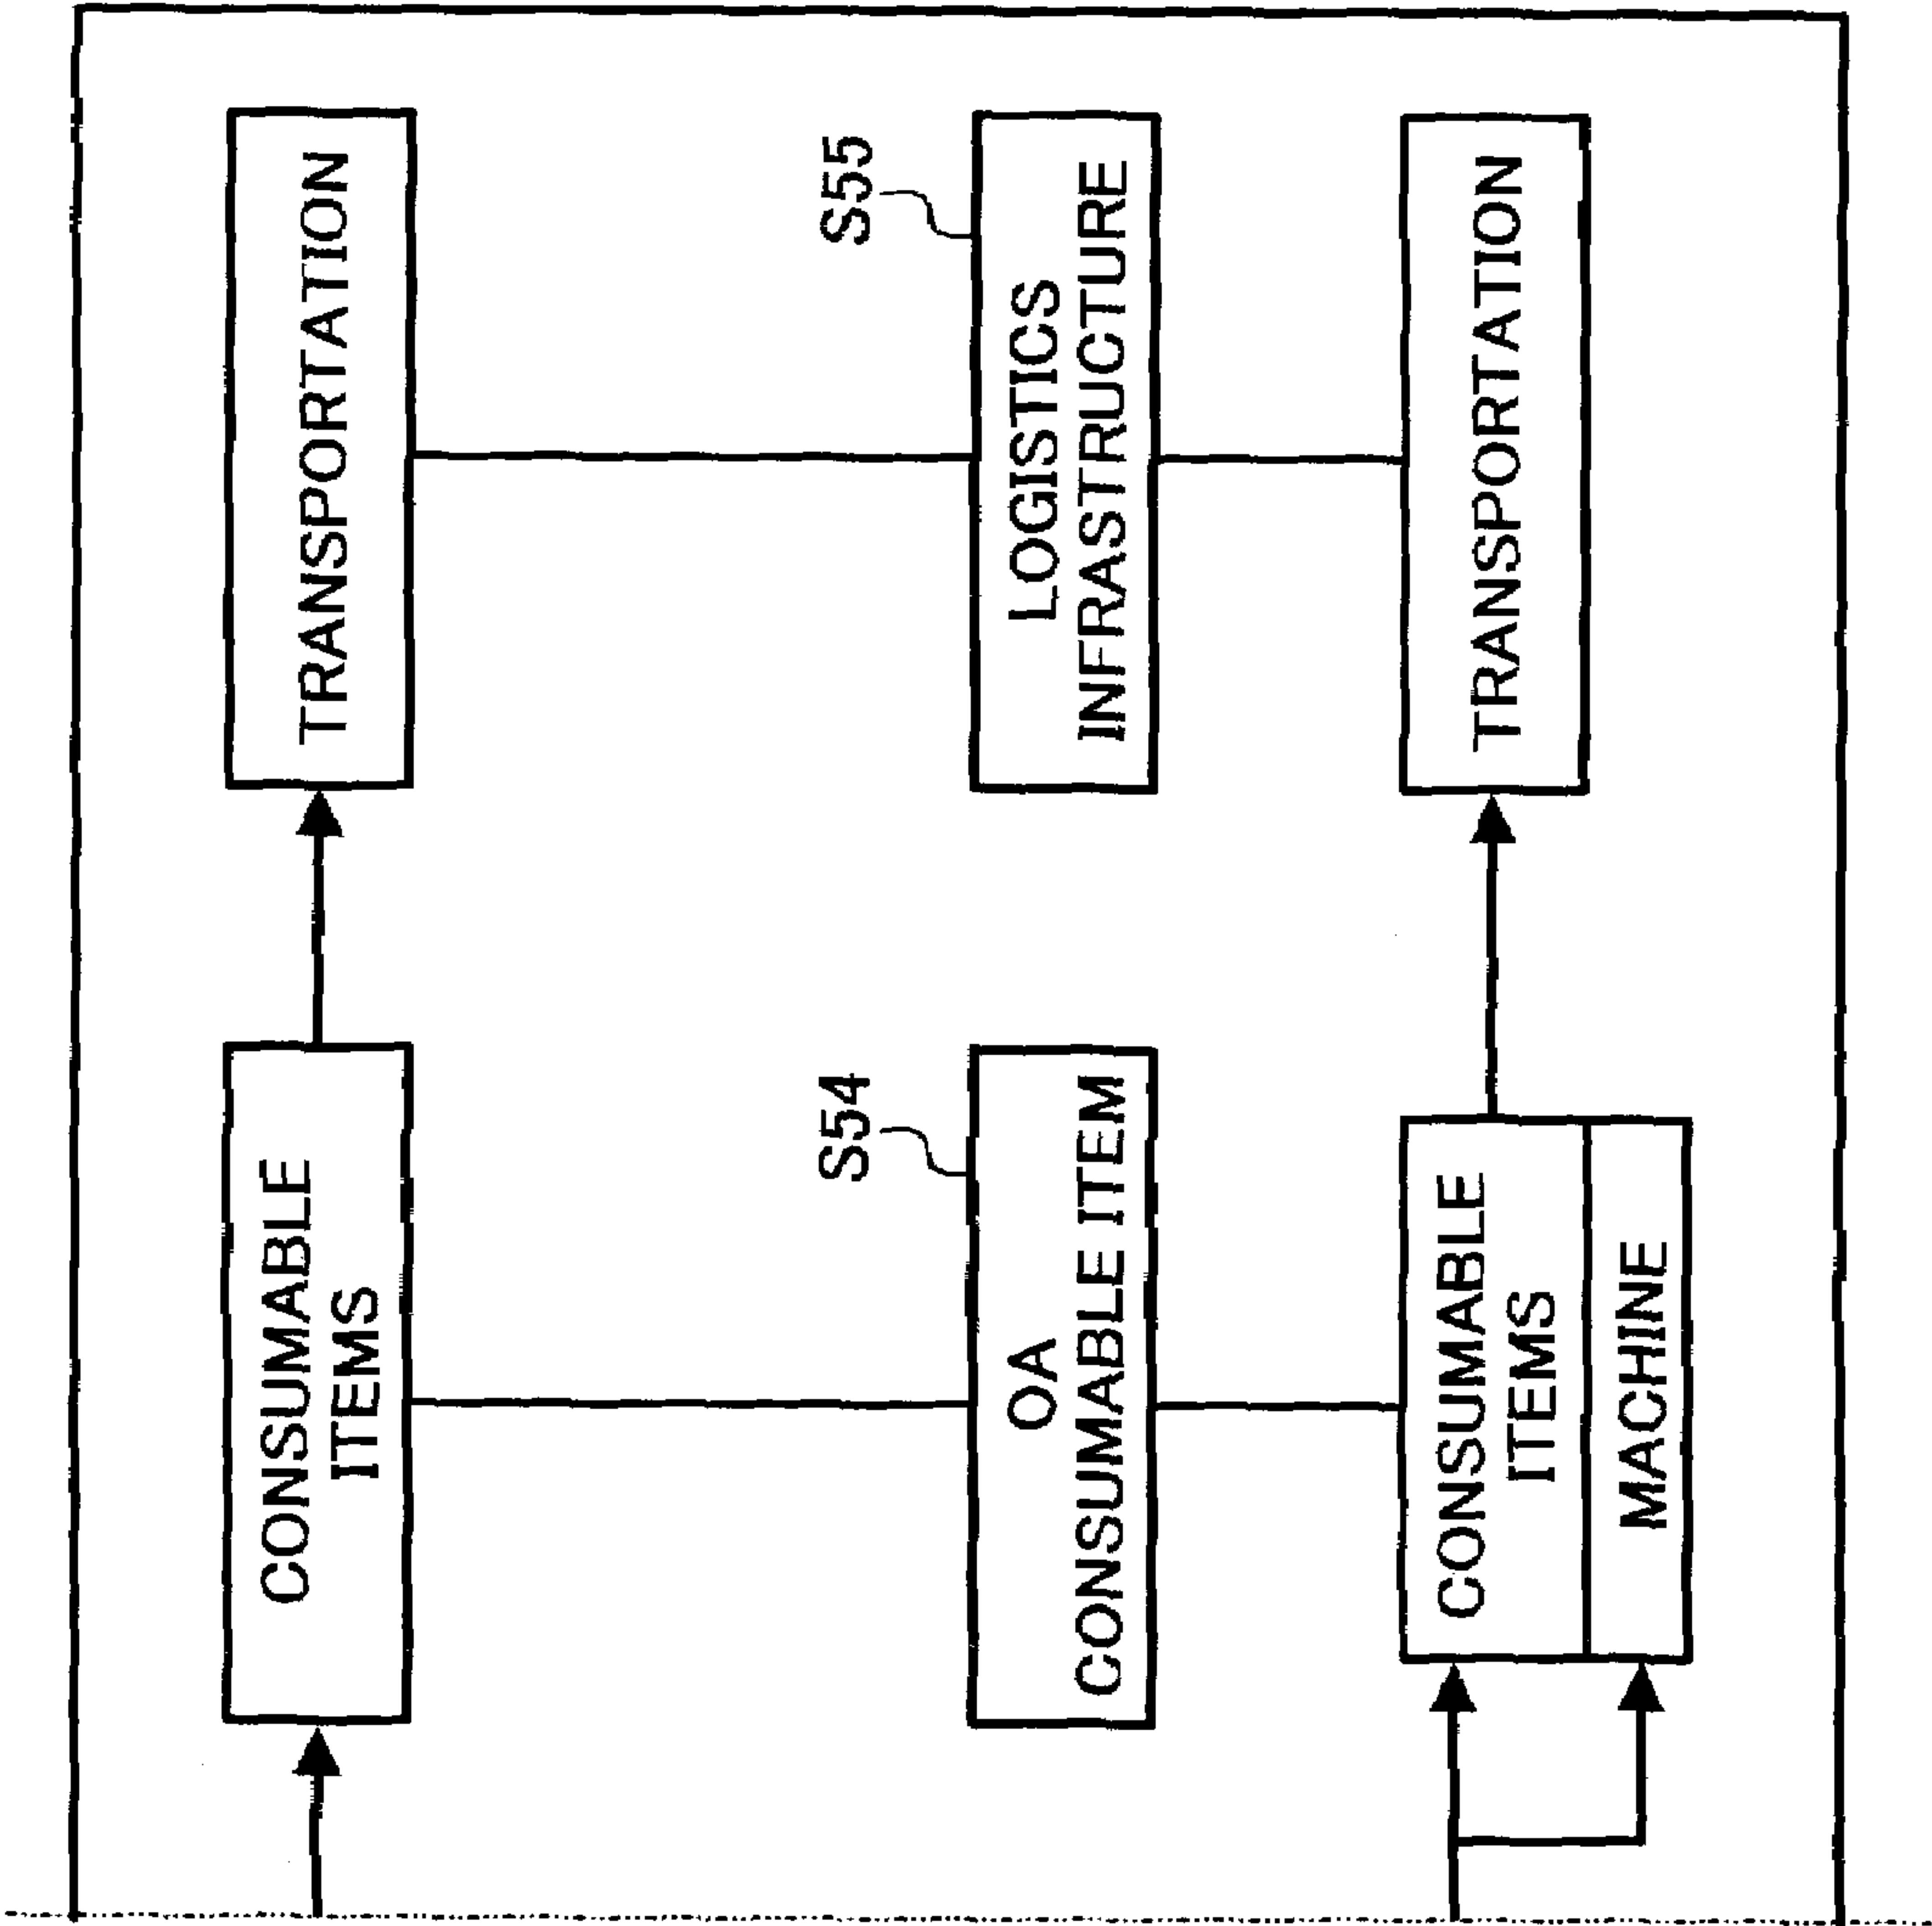 CONSUMABLE
ITEMS
TRANSPORTATION
S54
S55
OA
CONSUMABLE ITEM
LOGISTICS
INFRASTRUCTURE
CONSUMABLE
ITEMS
MACHINE
TRANSPORTATION